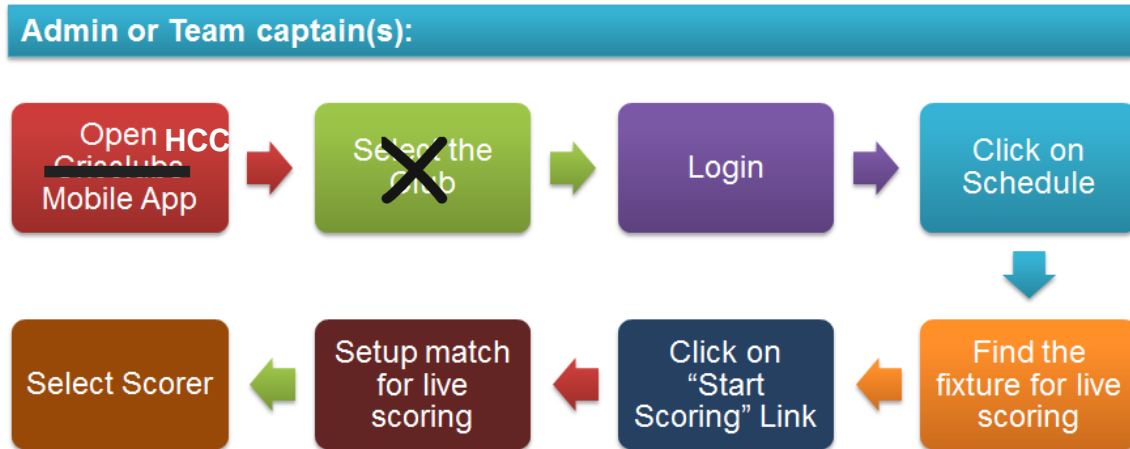 Admin or Team captain(s):
Open HCC
Cricclubs
Mobile App
Select the
Club
Login
Click on
Schedule
Find the
fixture for live
scoring
Click on
“Start
Scoring” Link
Setup match
for live
scoring
Select Scorer